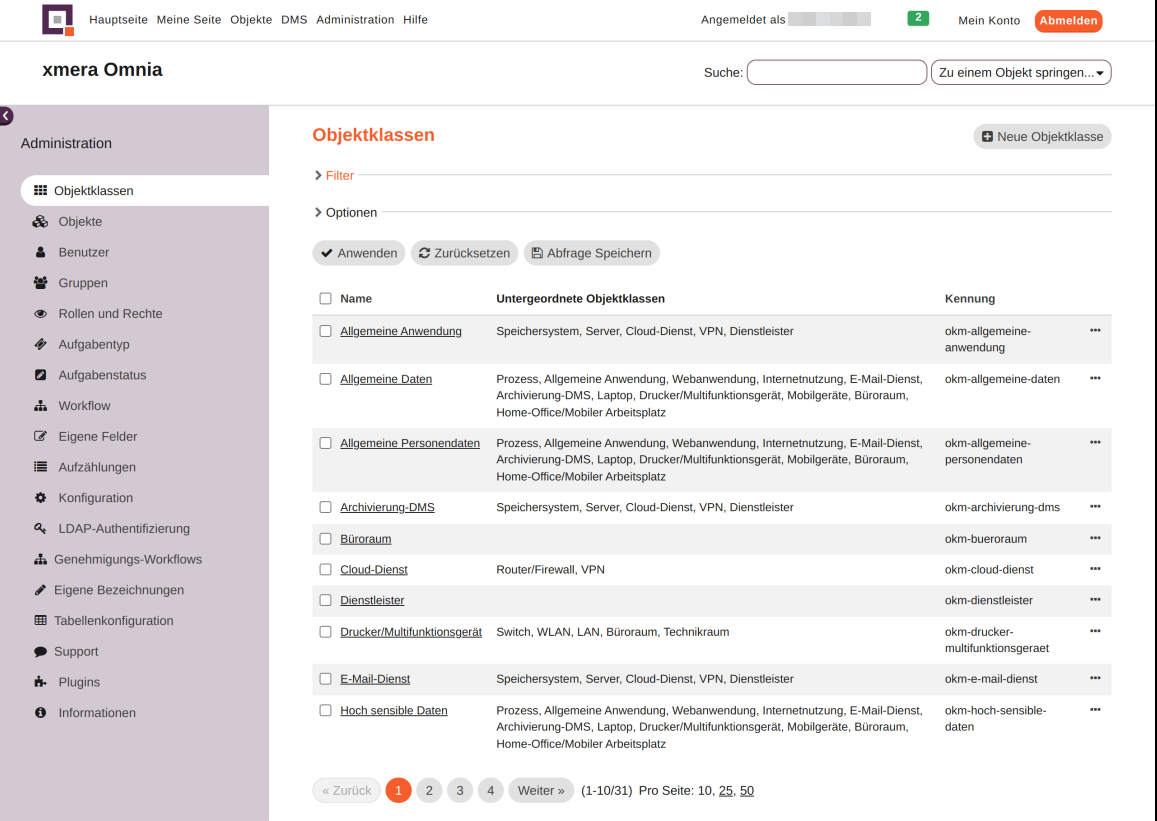 Hauptseite Meine Seite Objekte DMS Administration Hilfe
Angemeldet als
2
Mein Konto
Abmelden
xmera Omnia
Suche:
Zu einem Objekt springen...
Administration
Objektklassen
Objekte
Benutzer
Gruppen
Rollen und Rechte
Aufgabentyp
Aufgabenstatus
Workflow
Eigene Felder
Aufzählungen
Konfiguration
LDAP-Authentifizierung
Genehmigungs-Workflows
Eigene Bezeichnungen
Tabellenkonfiguration
Support
Plugins
Informationen
Objektklassen
Neue Objektklasse
Filter
Optionen
Anwenden
Zurücksetzen
Abfrage Speichern
Name Untergeordnete Objektklassen Kennung
Allgemeine Anwendung Speichersystem, Server, Cloud-Dienst, VPN, Dienstleister okm-allgemeine-
anwendung
Allgemeine Daten Prozess, Allgemeine Anwendung, Webanwendung, Internetnutzung, E-Mail-Dienst, okm-allgemeine-daten
Archivierung-DMS, Laptop, Drucker/Multifunktionsgerät, Mobilgeräte, Büroraum,
Home-Office/Mobiler Arbeitsplatz
Allgemeine Personendaten Prozess, Allgemeine Anwendung, Webanwendung, Internetnutzung, E-Mail-Dienst, okm-allgemeine-
Archivierung-DMS, Laptop, Drucker/Multifunktionsgerät, Mobilgeräte, Büroraum, personendaten
Home-Office/Mobiler Arbeitsplatz
Archivierung-DMS Speichersystem, Server, Cloud-Dienst, VPN, Dienstleister okm-archivierung-dms
Büroraum okm-bueroraum
Cloud-Dienst Router/Firewall, VPN okm-cloud-dienst
Dienstleister okm-dienstleister
Drucker/Multifunktionsgerät Switch, WLAN, LAN, Büroraum, Technikraum okm-drucker-
multifunktionsgeraet
E-Mail-Dienst Speichersystem, Server, Cloud-Dienst, VPN, Dienstleister okm-e-mail-dienst
Hoch sensible Daten Prozess, Allgemeine Anwendung, Webanwendung, Internetnutzung, E-Mail-Dienst, okm-hoch-sensible-
Archivierung-DMS, Laptop, Drucker/Multifunktionsgerät, Mobilgeräte, Büroraum, daten
Home-Office/Mobiler Arbeitsplatz
« Zurück 1 2 3 4 Weiter » (1-10/31) Pro Seite: 10, 25, 50